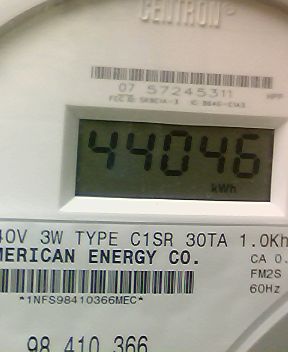 CENTRON®
07 57245311
44046
kWh
40V 3W TYPE C1SR 30TA 1.0Kh
MERICAN ENERGY CO.
CA 0.
FM2S
60Hz
*1NFS98410366MEC*
98 410 366